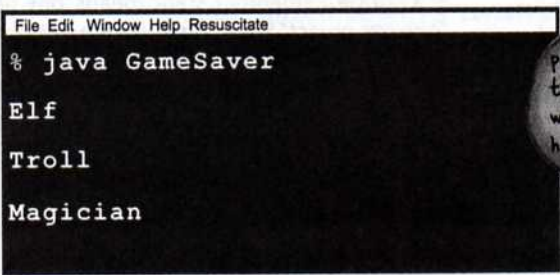 File Edit Window Help Resuscitate
% java GameSaver
Elf
Troll
Magician